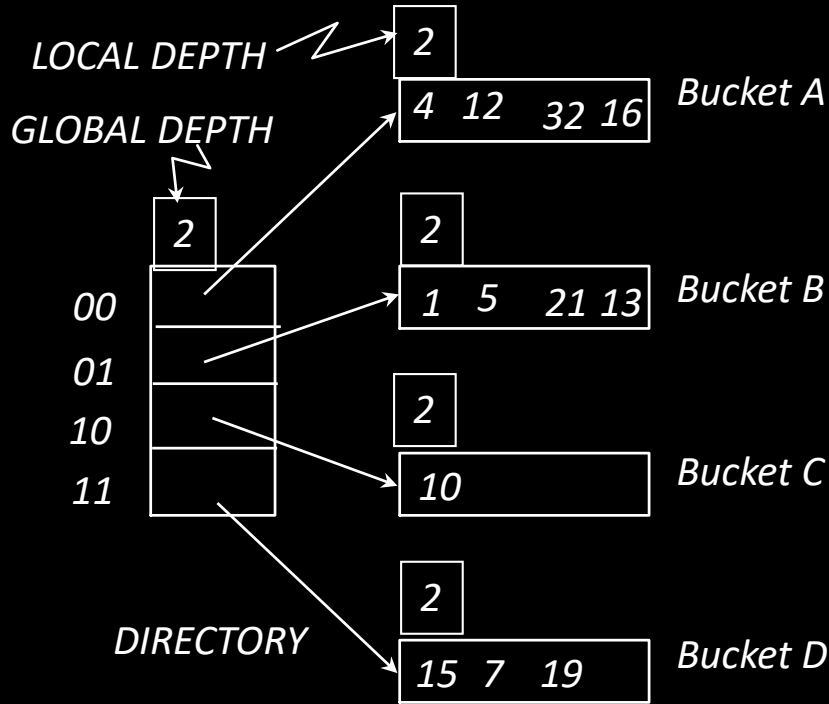 LOCAL DEPTH
2
4 12 32 16
Bucket A
GLOBAL DEPTH
2
2
00
1 5 21 13
Bucket B
01
2
10
11
10
Bucket C
2
DIRECTORY
15 7 19
Bucket D